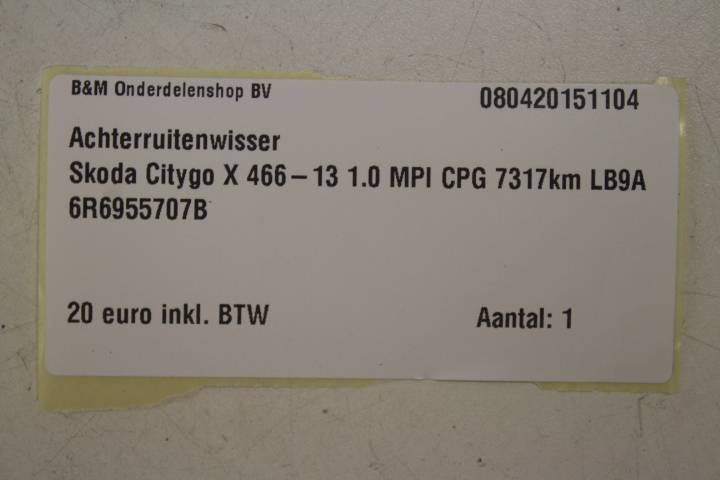 B&M Onderdelenshop BV 080420151104
Achterruitenwisser
Skoda Citygo X 466-13 1.0 MPI CPG 7317km LB9A
6R6955707B
20 euro inkl. BTW Aantal: 1